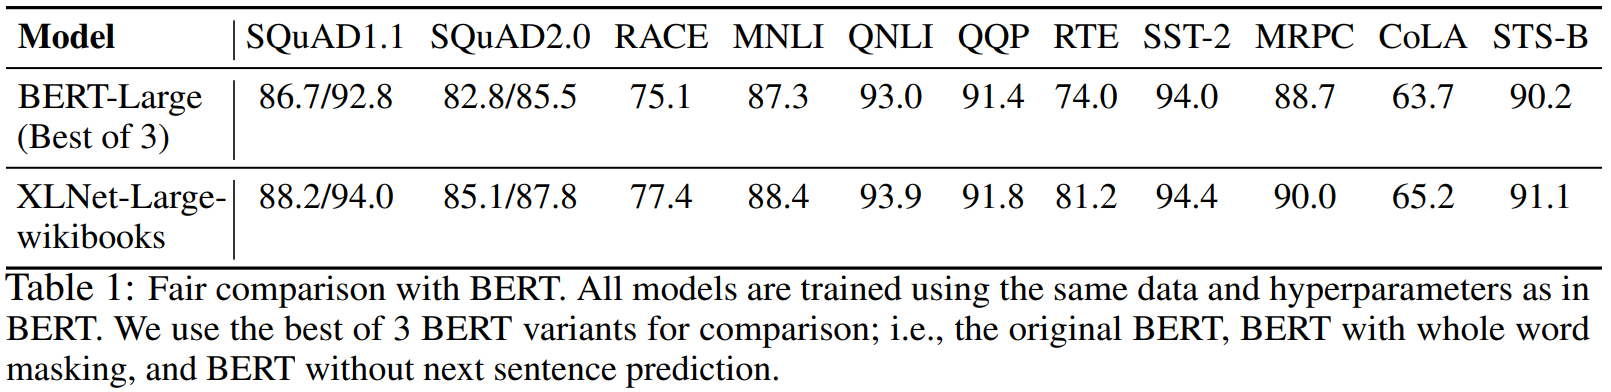 Model SQuAD1.1 SQuAD2.0 RACE MNLI QNLI QQP RTE SST-2 MRPC CoLA STS-B
BERT-Large 86.7/92.8 82.8/85.5 75.1 87.3 93.0 91.4 74.0 94.0 88.7 63.7 90.2
(Best of 3)
XLNet-Large- 88.2/94.0 85.1/87.8 77.4 88.4 93.9 91.8 81.2 94.4 90.0 65.2 91.1
wikibooks
Table 1: Fair comparison with BERT. All models are trained using the same data and hyperparameters as in
BERT. We use the best of 3 BERT variants for comparison; i.e., the original BERT, BERT with whole word
masking, and BERT without next sentence prediction.